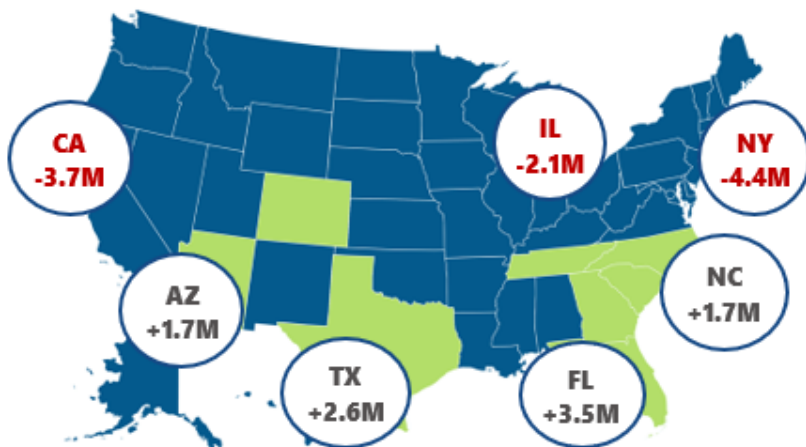 CA
-3.7M
IL
-2.1M
NY
-4.4M
AZ
+1.7M
NC
+1.7M
TX
+2.6M
FL
+3.5M